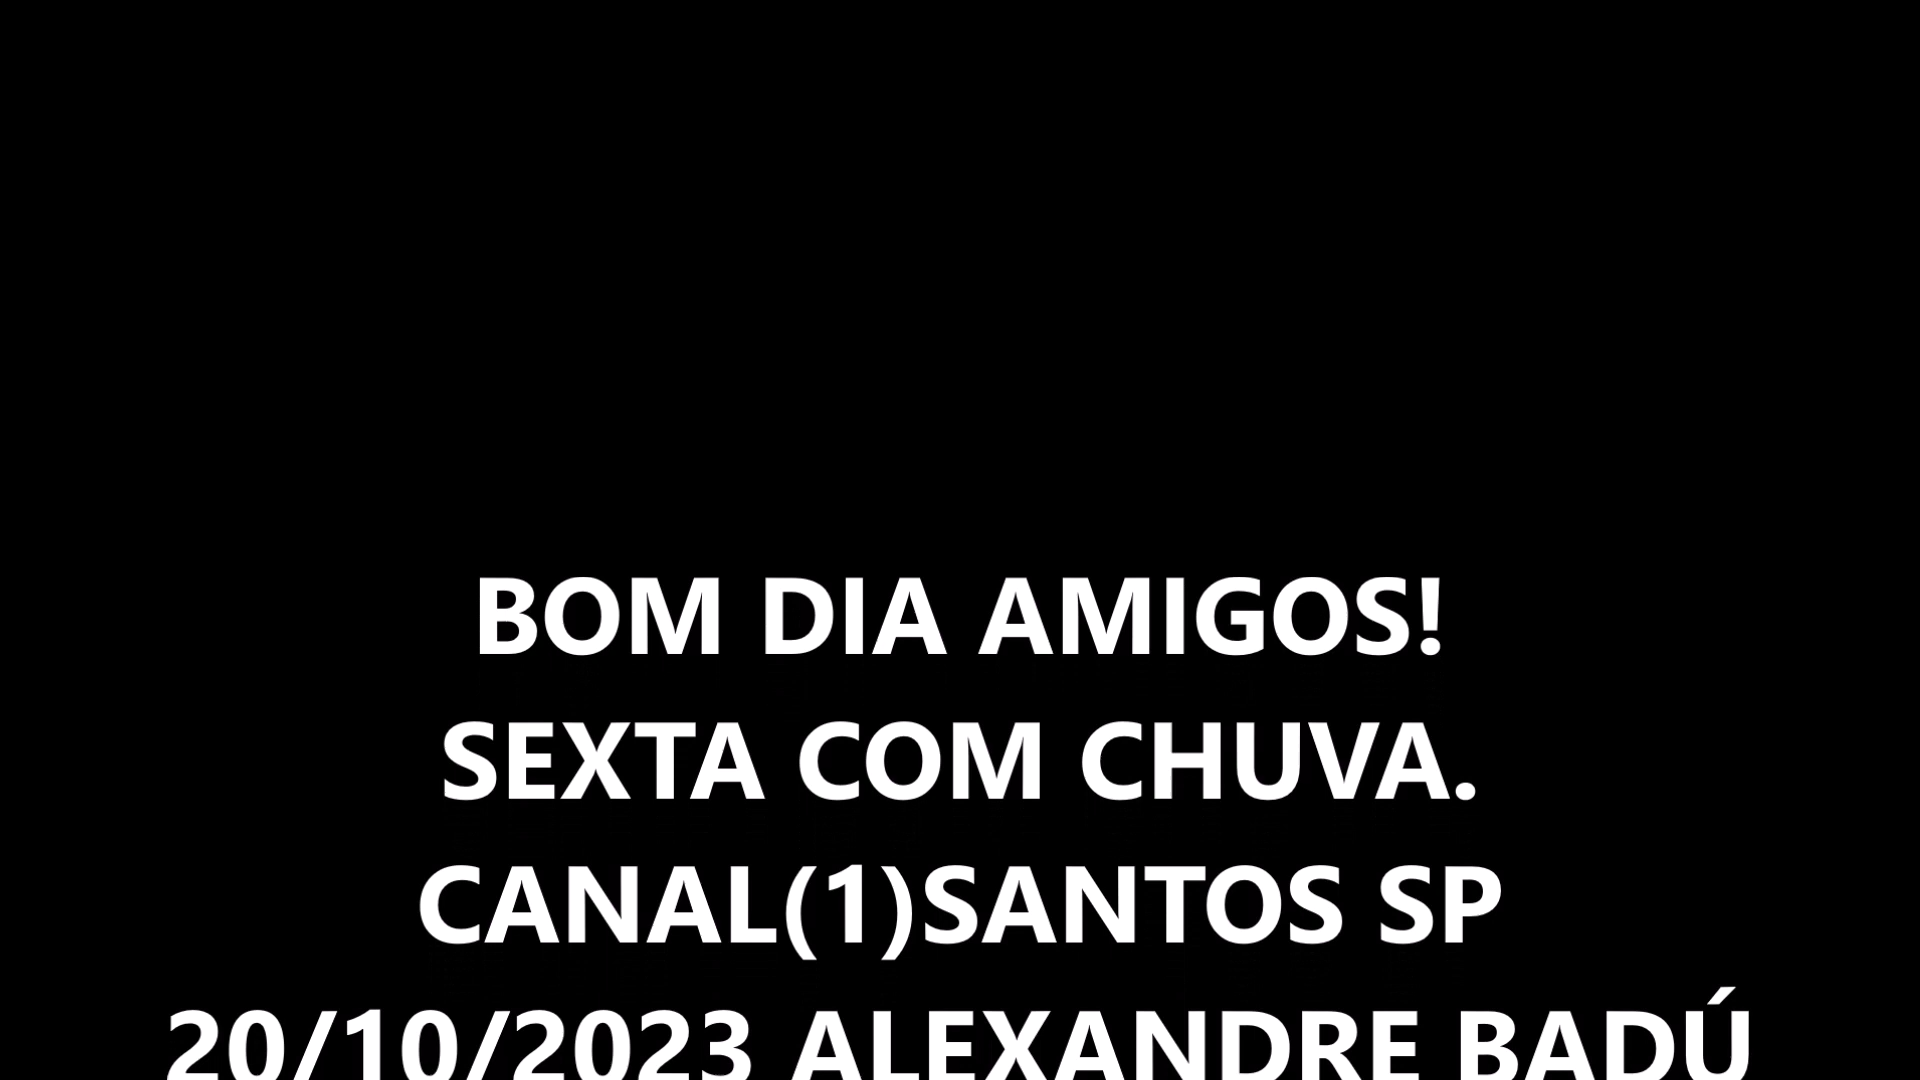 BOM DIA AMIGOS!
SEXTA COM CHUVA.
CANAL(1)SANTOS SP
20/10/2023 ALEXANDRE BADÚ